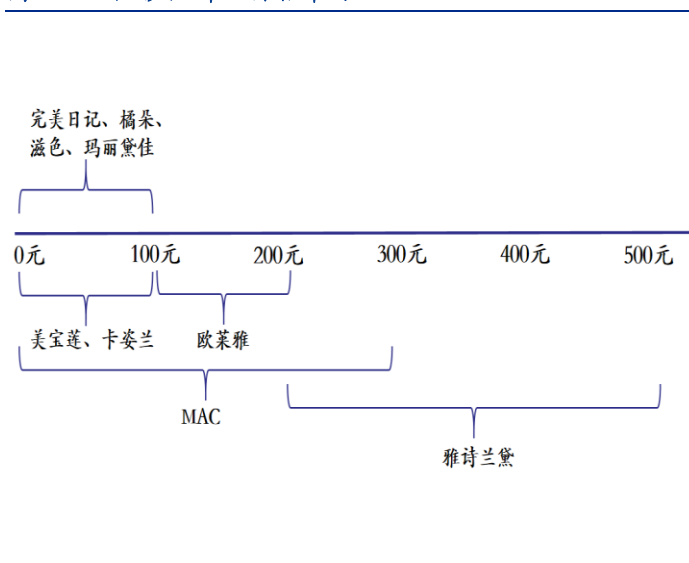 完美日记、橘朵、
滋色、玛丽黛佳
0元 100元 200元 300元 400元 500元
美宝莲、卡姿兰 欧莱雅
MAC
雅诗兰黛